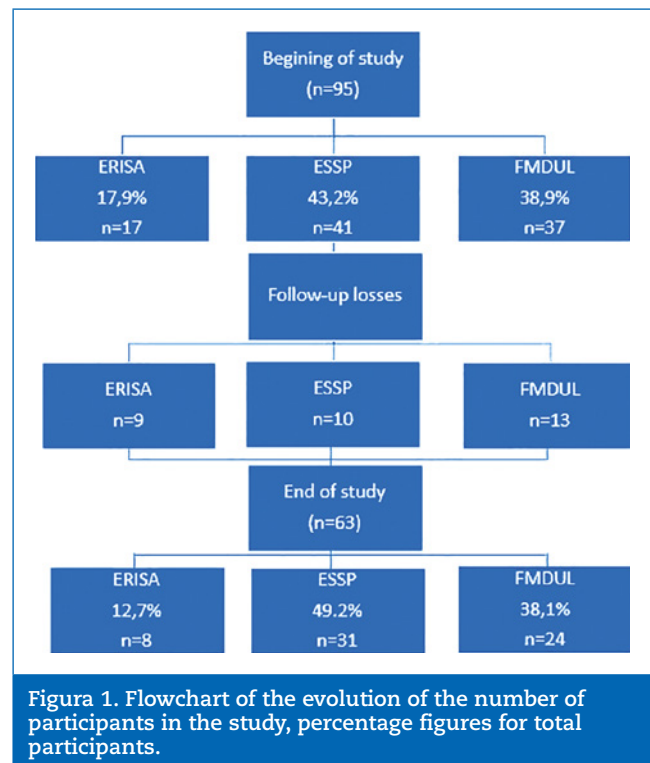 Begining of study
(n=95)
ERISA
17,9%
n=17
ESSP
43,2%
n=41
FMDUL
38,9%
n=37
Follow-up losses
ERISA
n=9
ESSP
n=10
FMDUL
n=13
End of study
(n=63)
ERISA
12,7%
n=8
ESSP
49.2%
n=31
FMDUL
38,1%
n=24
Figura 1. Flowchart of the evolution of the number of
participants in the study, percentage figures for total
participants.